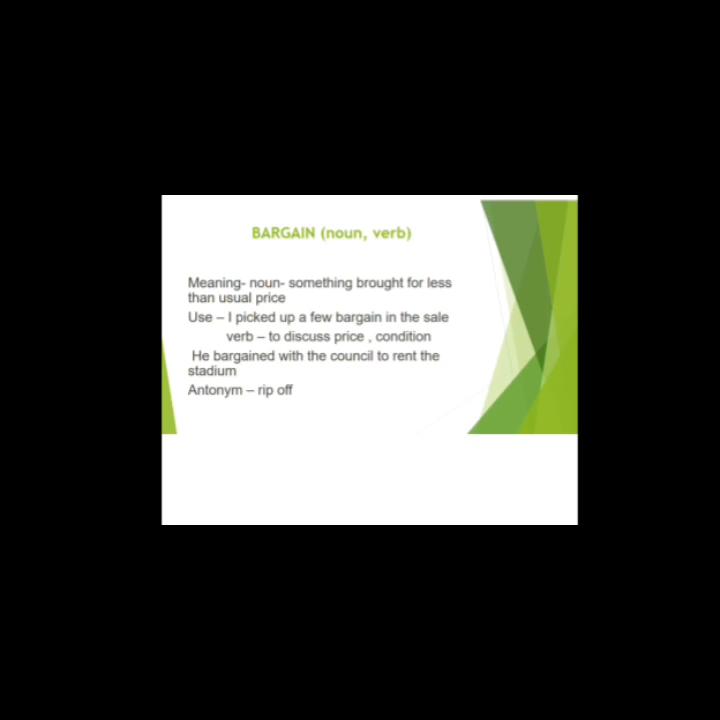 BARGAIN (noun, verb)
Meaning- noun- something brought for less
than usual price
Use – I picked up a few bargain in the sale
verb – to discuss price , condition
He bargained with the council to rent the
stadium
Antonym – rip off